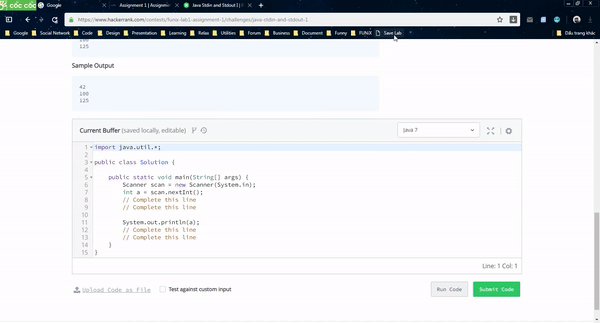 cốc cốc
Google
Assignment 1 | Assignmen
Java Stdin and Stdout I | P
https://www.hackerrank.com/contests/funix-lab1-assignment-1/challenges/java-stdin-and-stdout-1
Google Social Network Code Design Presentation Learning Relax Utilities Forum Business Document Funny FUNiX Save Lab Dấu trang khác
125
Sample Output
42
100
125
Current Buffer (saved locally, editable)
Java 7
1 import java.util.*;
2
3 public class Solution {
4
5 public static void main(String[] args) {
6 Scanner scan = new Scanner(System.in);
7 int a = scan.nextInt();
8 // Complete this line
9 // Complete this line
10
11 System.out.println(a);
12 // Complete this line
13 // Complete this line
14 }
15 }
Line: 1 Col: 1
Upload Code as File
Test against custom input
Run Code
Submit Code